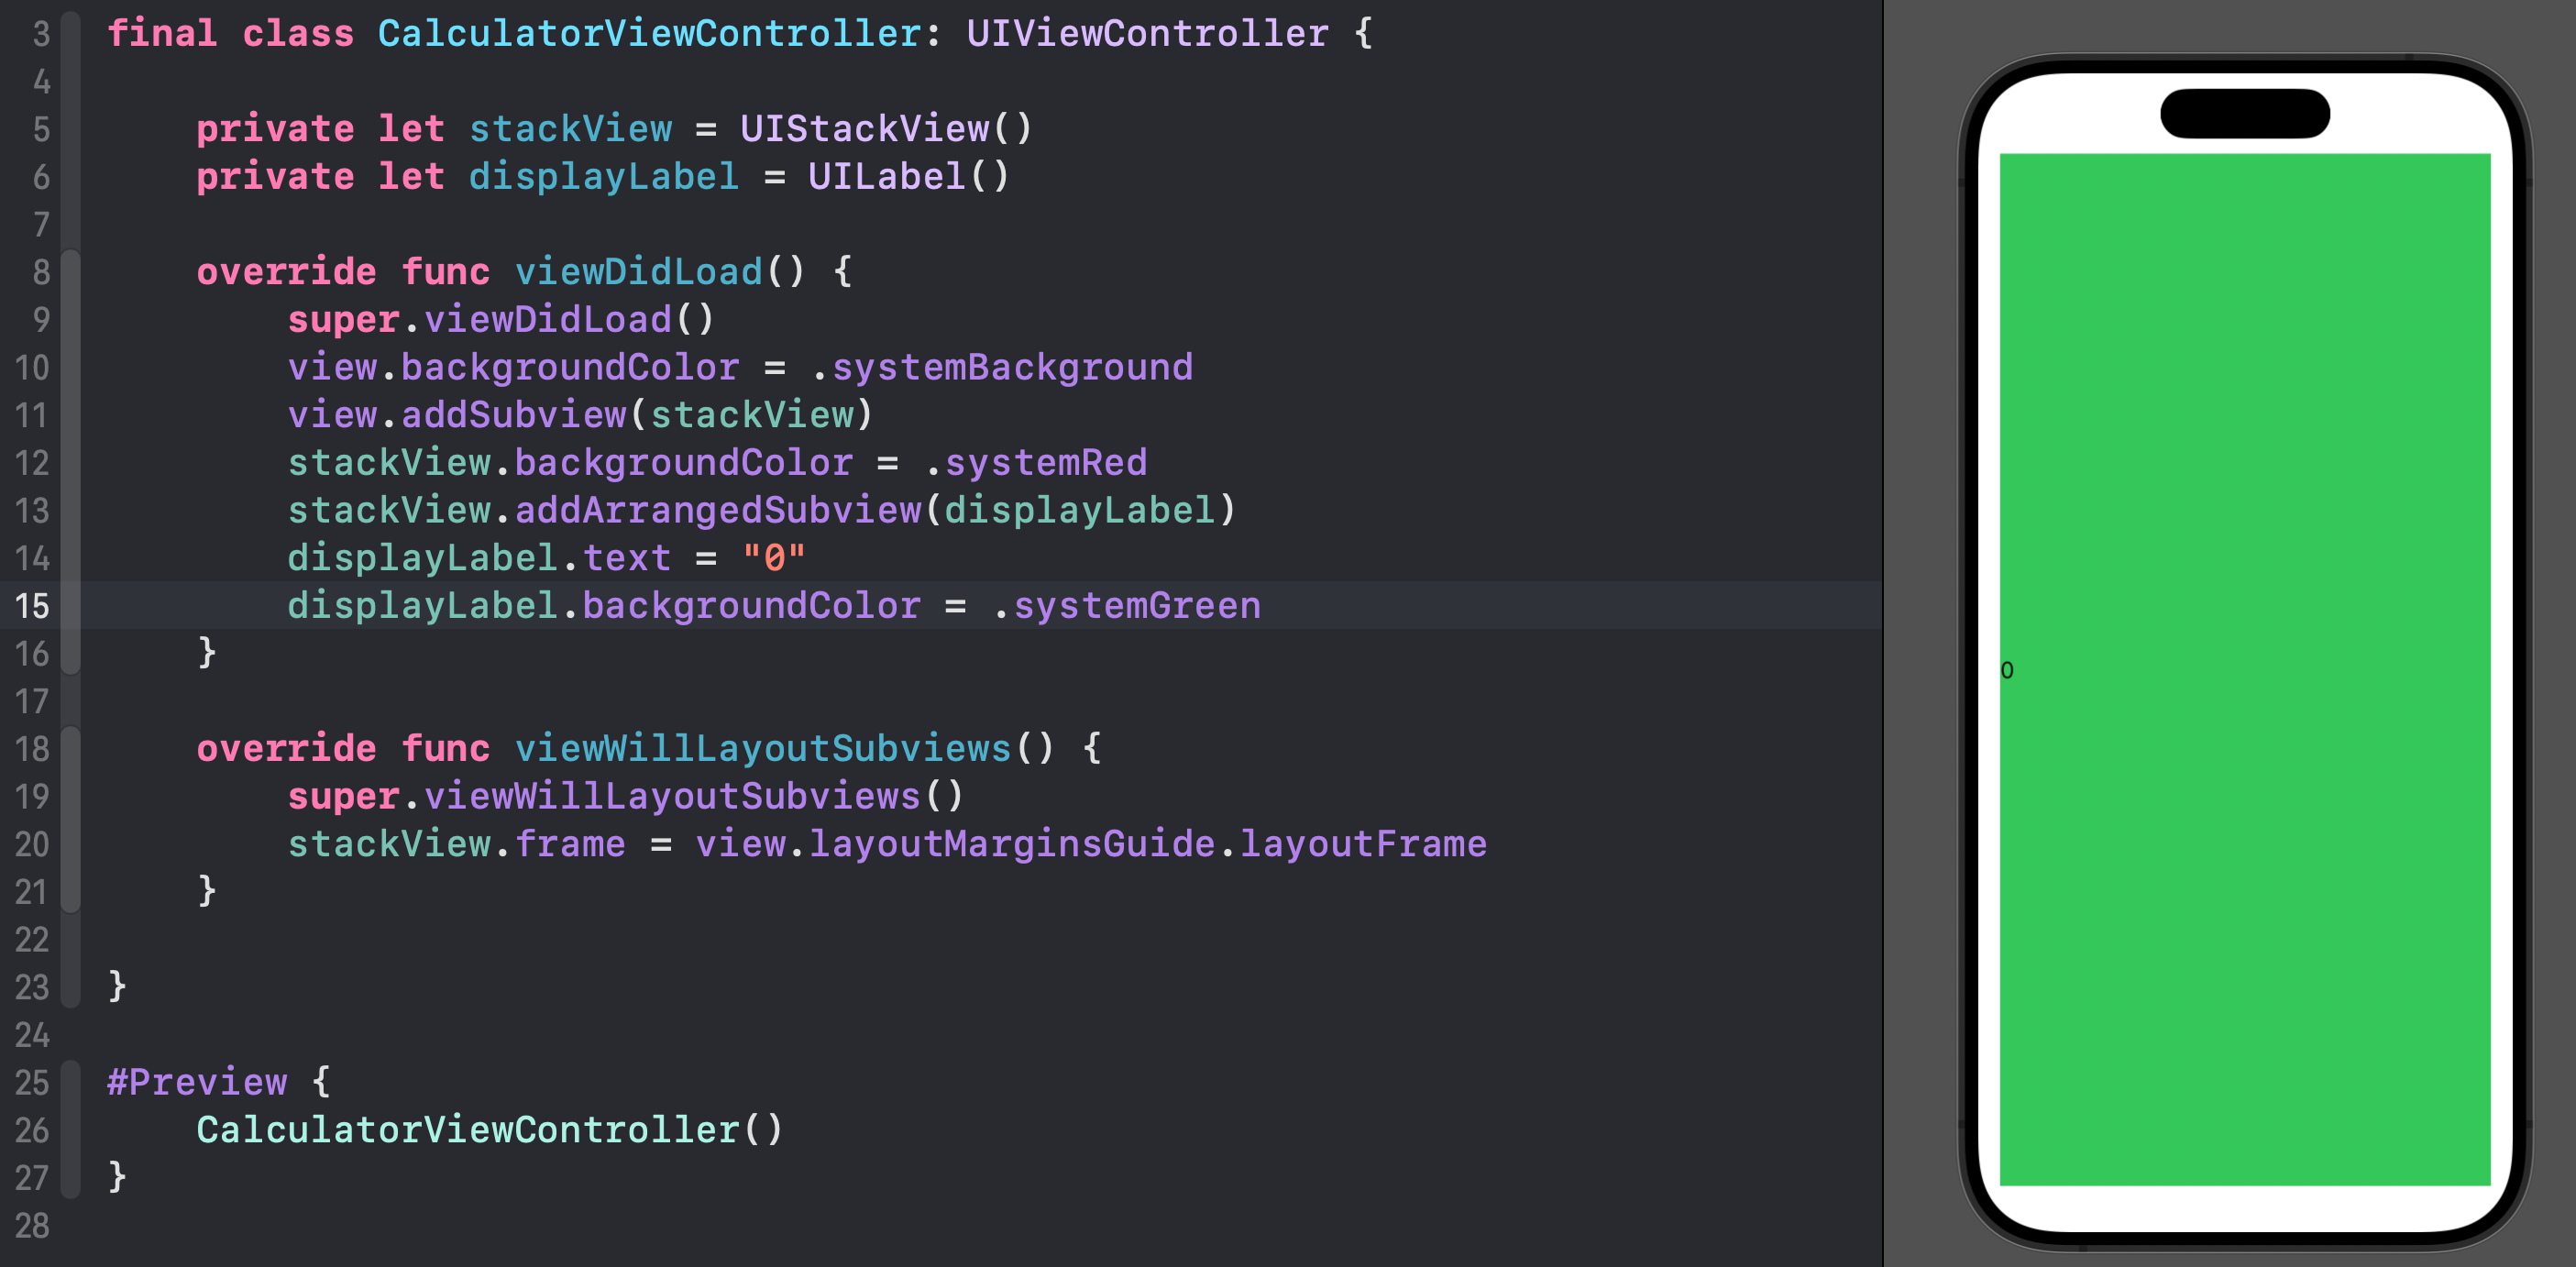 3 final class CalculatorViewController: UIViewController {
4
5 private let stackView = UIStackView()
6 private let displayLabel = UILabel()
7
8 override func viewDidLoad() {
9 super.viewDidLoad()
10 view.backgroundColor = .systemBackground
11 view.addSubview(stackView)
12 stackView.backgroundColor = .systemRed
13 stackView.addArrangedSubview(displayLabel)
14 displayLabel.text = "0"
15 displayLabel.backgroundColor = .systemGreen
16 }
17
18 override func viewWillLayoutSubviews() {
19 super.viewWillLayoutSubviews()
20 stackView.frame = view.layoutMarginsGuide.layoutFrame
21 }
22
23 }
24
25 #Preview {
26 CalculatorViewController()
27 }
28
0